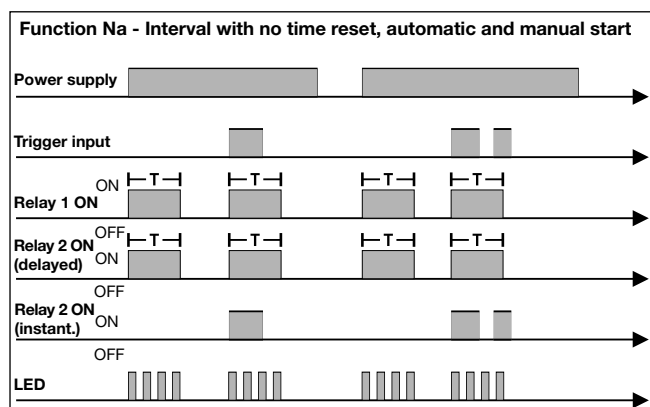 Function Na - Interval with no time reset, automatic and manual start
Power supply
Trigger input
ON
T T T T
Relay 1 ON
OFF
T T T T
Relay 2 ON
(delayed)
ON
OFF
Relay 2 ON
(instant.)
ON
OFF
LED